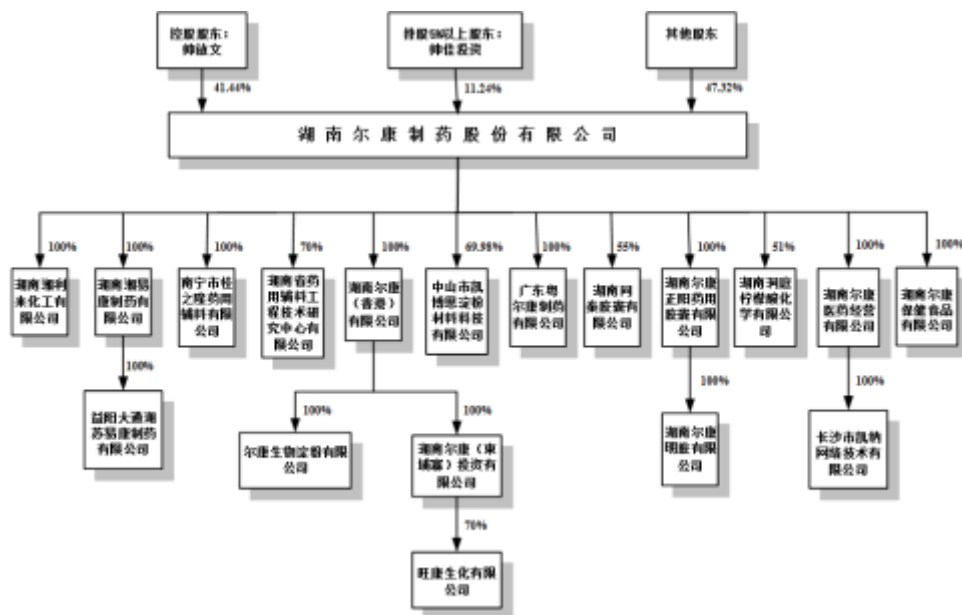 控股股东：
帅放文
持股5%以上股东：
帅佳投资
其他股东
41.44%
11.24%
47.32%
湖南尔康制药股份有限公司
100%
100%
100%
70%
100%
69.98%
100%
55%
100%
51%
100%
100%
湖南湘利
来化工有
限公司
湖南湘易
康制药有
限公司
南宁市桂
之隆药用
辅料有限
公司
湖南省药
用辅料工
程技术研
究中心有
限公司
湖南尔康
（香港）
有限公司
中山市凯
博思淀粉
材料科技
有限公司
广东粤
尔康制
药有限
公司
湖南
泰胶囊
有限公
司
湖南尔康
正阳药用
胶囊有限
公司
湖南洞庭
柠檬酸化
学有限公
司
湖南尔康
医药经营
有限公司
湖南尔康
保健食品
有限公司
100%
100%
100%
100%
100%
益阳大通湖
苏易康制药
有限公司
尔康生物淀粉有限
公司
湖南尔康（柬
埔寨）投资有
限公司
湖南尔康
明胶有限
公司
长沙市凯纳
网络技术有
限公司
70%
旺康生化有限
公司